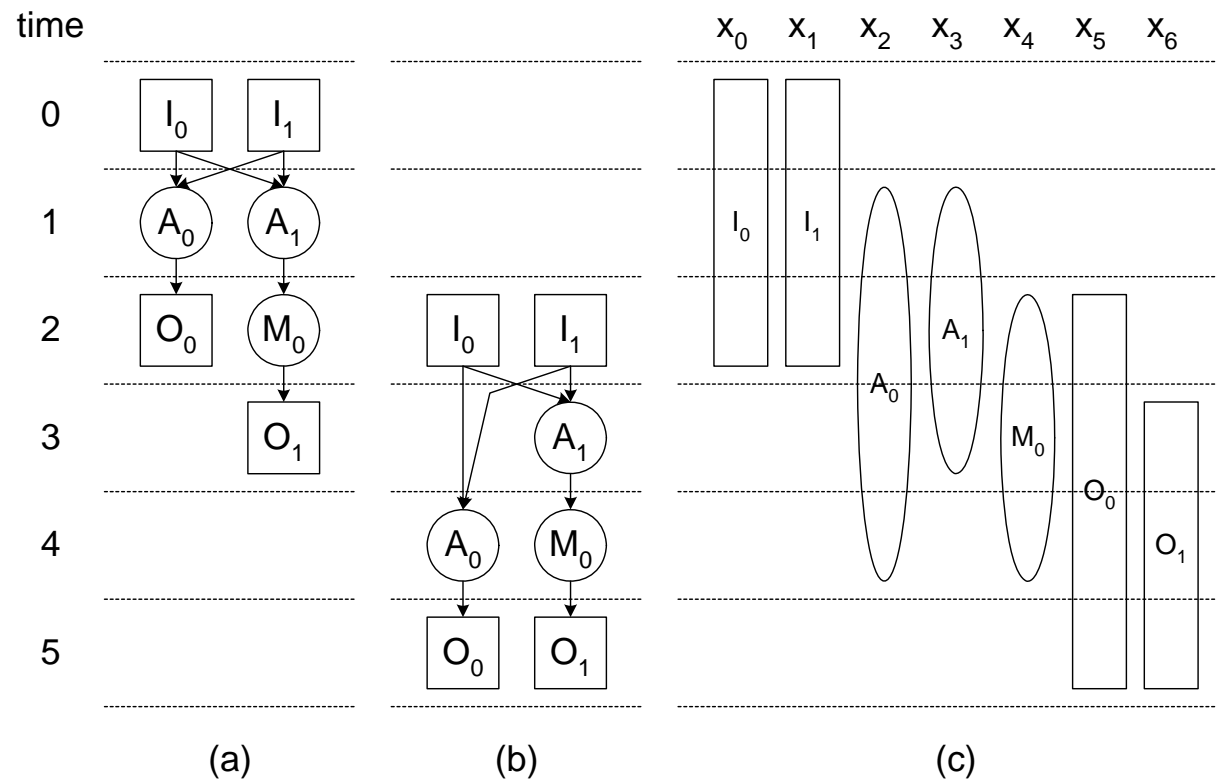 time x₀ x₁ x₂ x₃ x₄ x₅ x₆
0 I₀ I₁
1 A₀ A₁ I₀ I₁
2 O₀ M₀ I₀ I₁ A₁
A₀
3 O₁ A₁ M₀
O₀
4 A₀ M₀ O₁
5 O₀ O₁
(a) (b) (c)